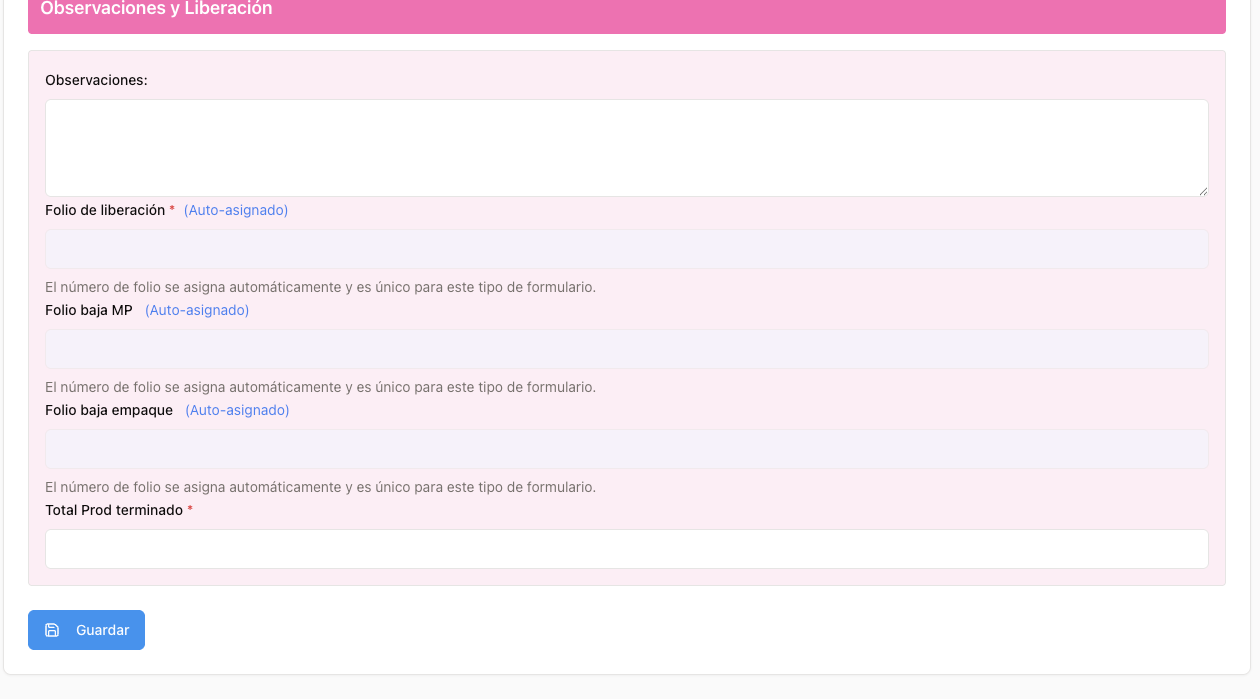 Observaciones y Liberación
Observaciones:
Folio de liberación * (Auto-asignado)
El número de folio se asigna automáticamente y es único para este tipo de formulario.
Folio baja MP (Auto-asignado)
El número de folio se asigna automáticamente y es único para este tipo de formulario.
Folio baja empaque (Auto-asignado)
El número de folio se asigna automáticamente y es único para este tipo de formulario.
Total Prod terminado *
Guardar